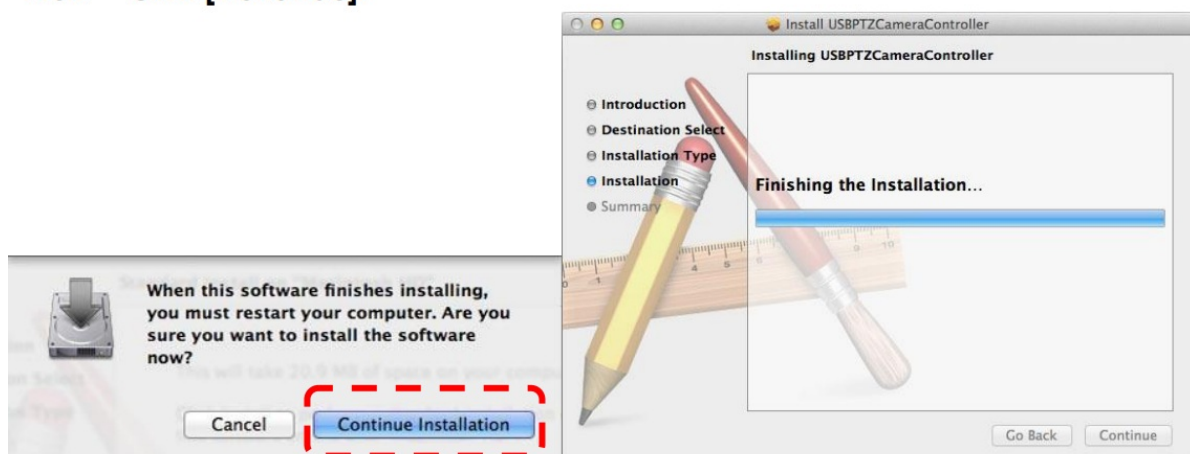 Install USBPTZCameraController
Installing USBPTZCameraController
Introduction
Destination Select
Installation Type
Installation
Summary
Finishing the Installation...
Go Back
Continue
When this software finishes installing,
you must restart your computer. Are you
sure you want to install the software
now?
This will take 20.9 MB of space on your compu
Cancel
Continue Installation